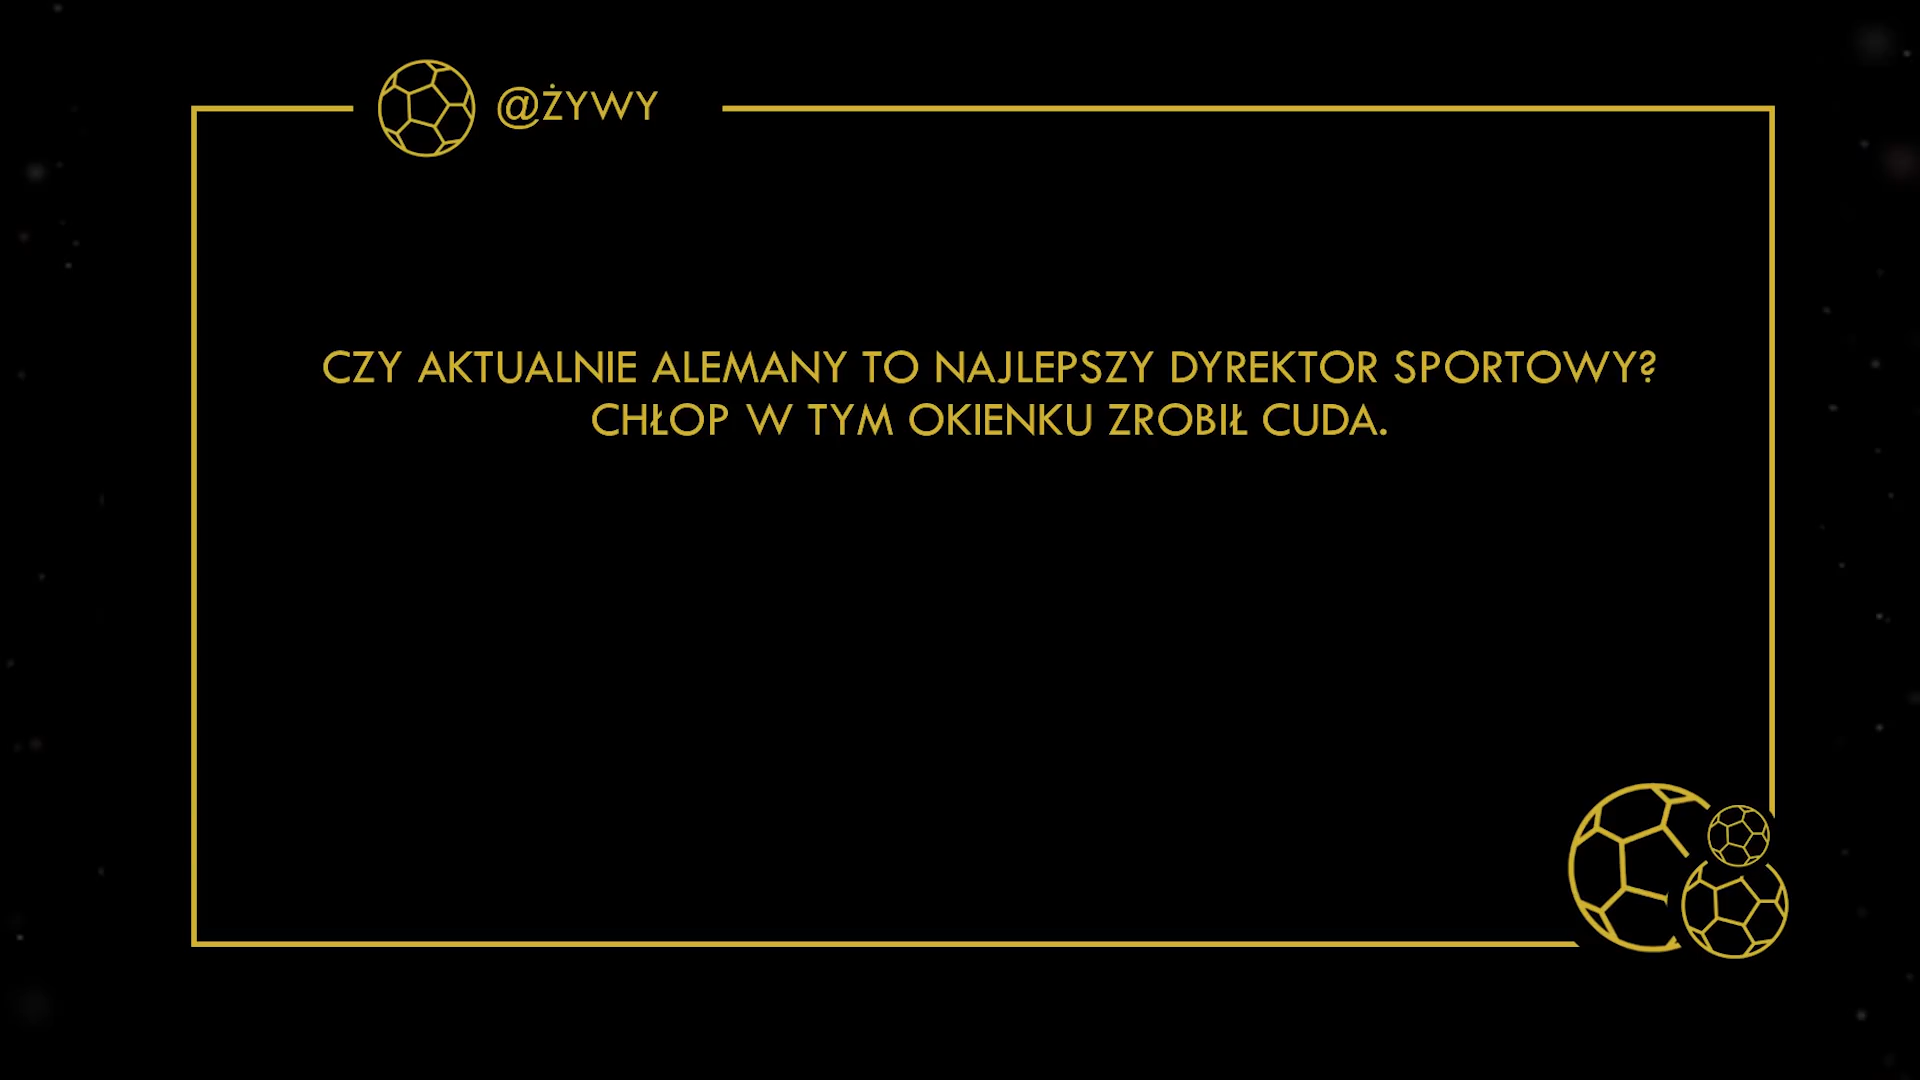 @ŻYWY
CZY AKTUALNIE ALEMANY TO NAJLEPSZY DYREKTOR SPORTOWY?
CHŁOP W TYM OKIENKU ZROBIŁ CUDA.